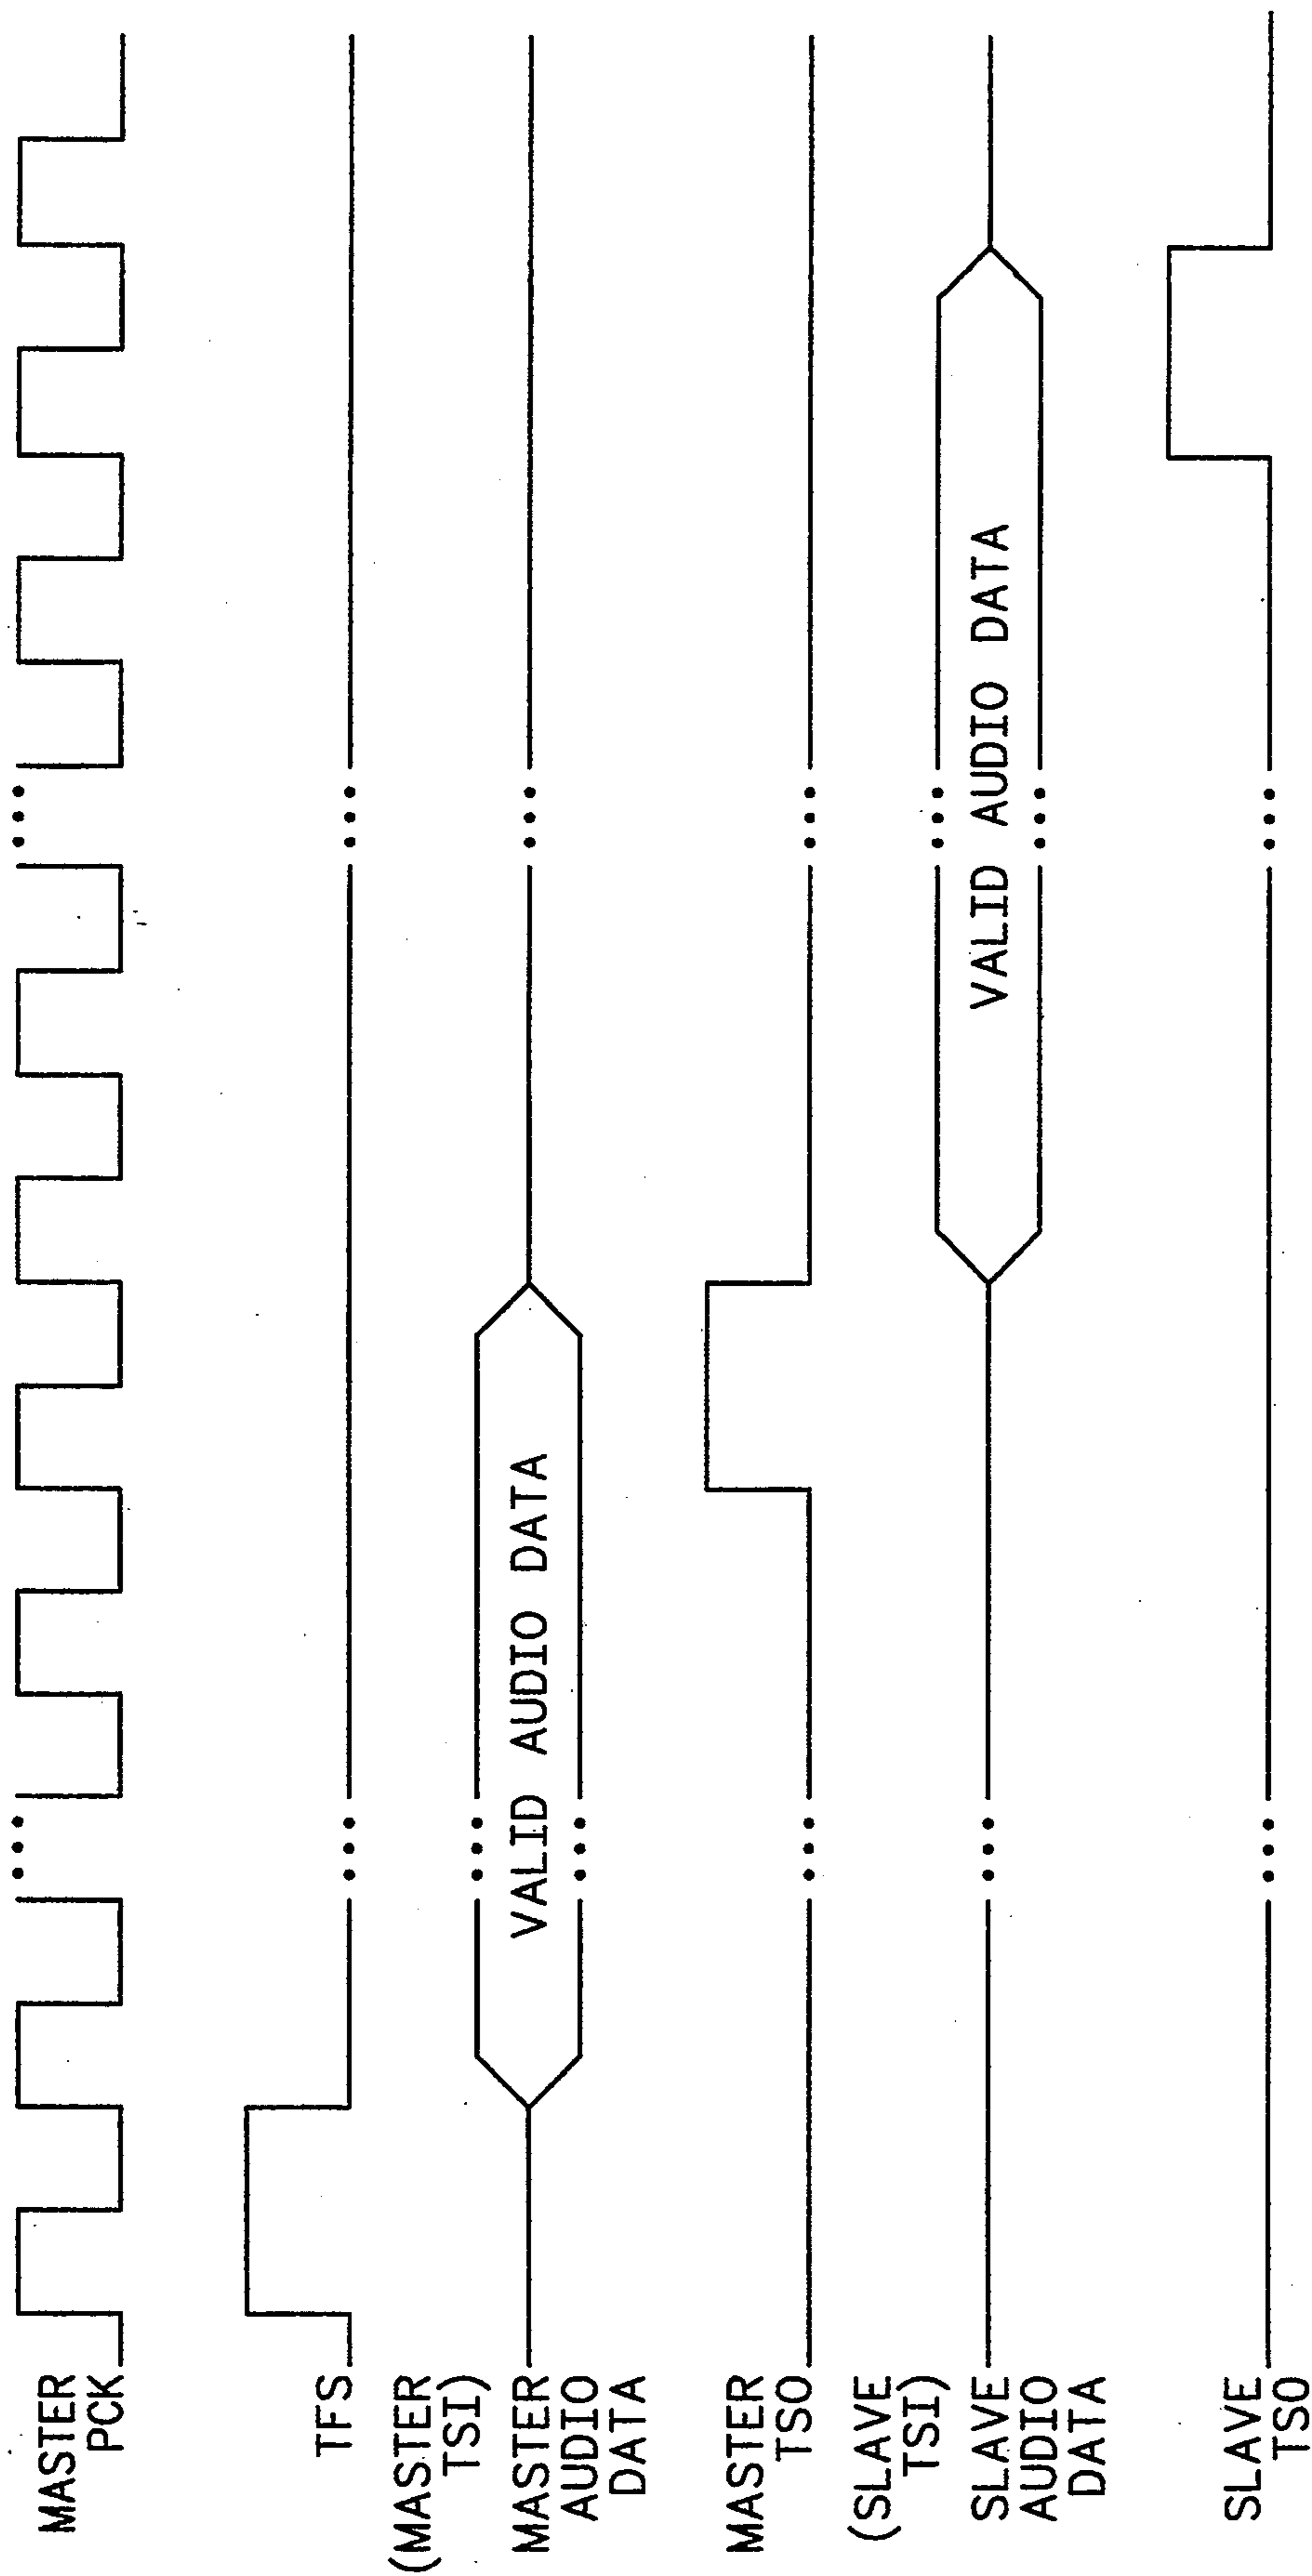 MASTER
PCK
TFS
(MASTER
TSI)
MASTER
AUDIO
DATA
VALID AUDIO DATA
MASTER
TSO
(SLAVE
TSI)
SLAVE
AUDIO
DATA
VALID AUDIO DATA
SLAVE
TSO